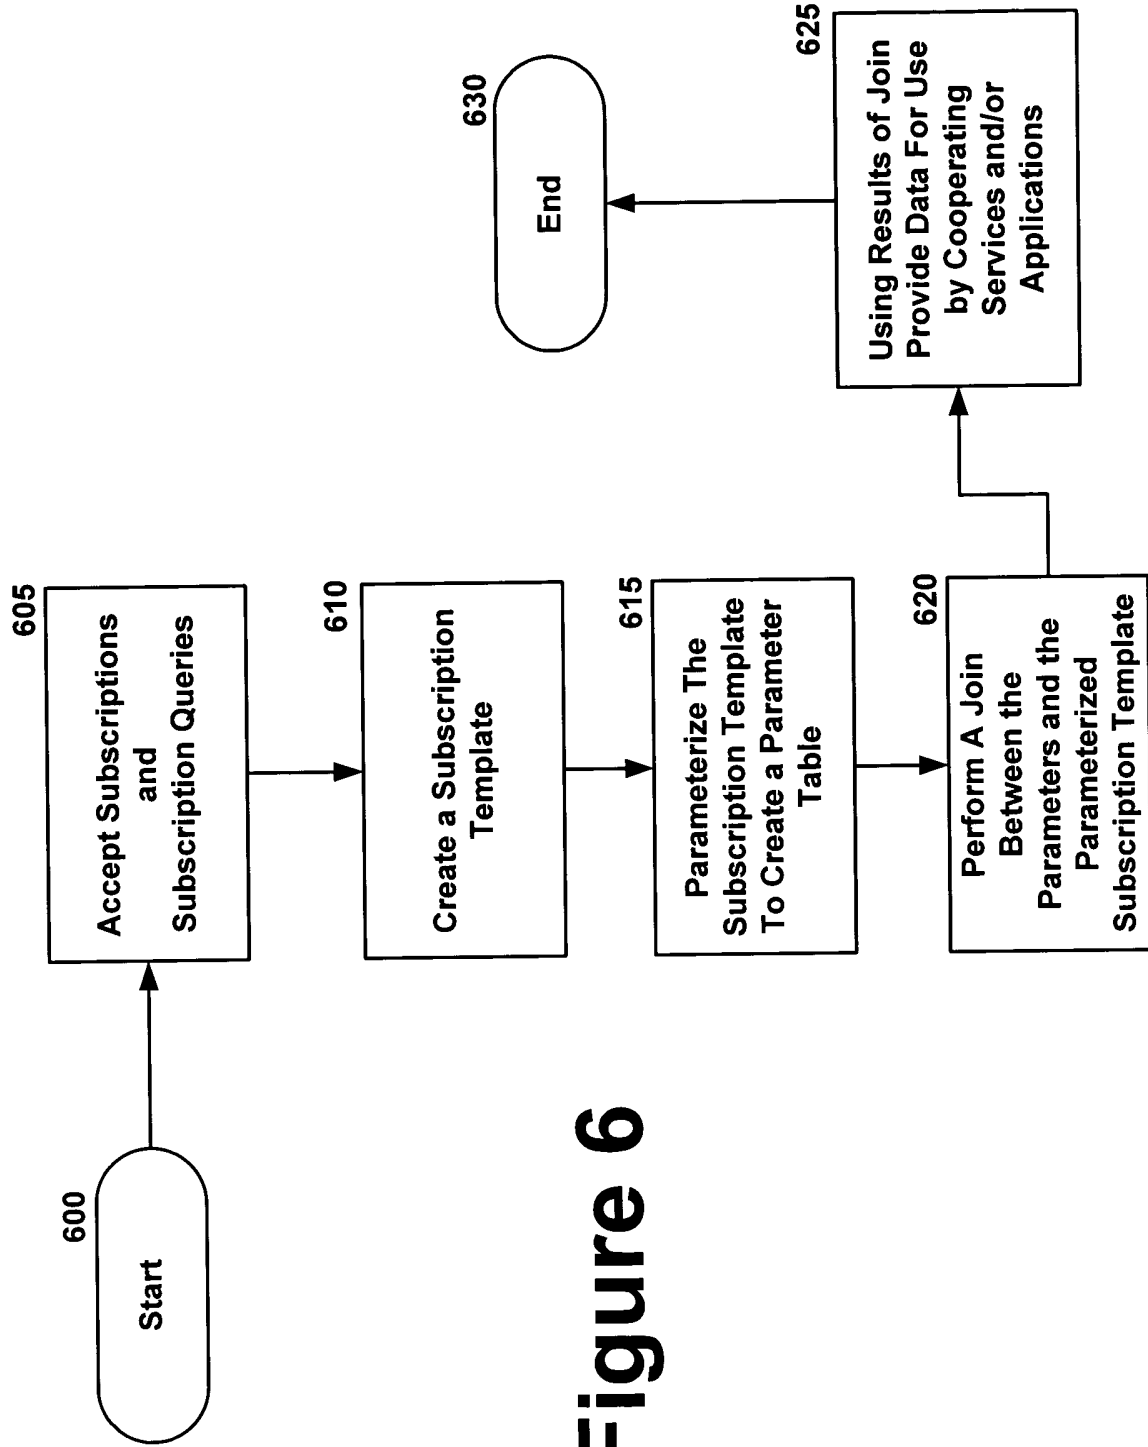 600
Start
605
Accept Subscriptions
and
Subscription Queries
610
Create a Subscription
Template
615
Parameterize The
Subscription Template
To Create a Parameter
Table
620
Perform A Join
Between the
Parameters and the
Parameterized
Subscription Template
625
Using Results of Join
Provide Data For Use
by Cooperating
Services and/or
Applications
630
End
Figure 6